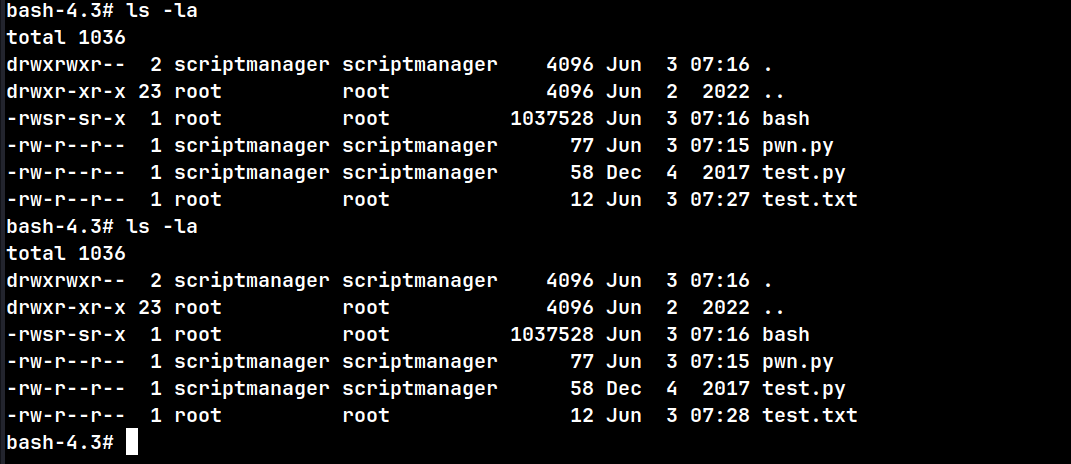 bash-4.3# ls -la
total 1036
drwxrwxr--  2 scriptmanager scriptmanager    4096 Jun  3 07:16 .
drwxr-xr-x 23 root          root             4096 Jun  2  2022 ..
-rwsr-sr-x  1 root          root          1037528 Jun  3 07:16 bash
-rw-r--r--  1 scriptmanager scriptmanager      77 Jun  3 07:15 pwn.py
-rw-r--r--  1 scriptmanager scriptmanager      58 Dec  4  2017 test.py
-rw-r--r--  1 root          root               12 Jun  3 07:27 test.txt
bash-4.3# ls -la
total 1036
drwxrwxr--  2 scriptmanager scriptmanager    4096 Jun  3 07:16 .
drwxr-xr-x 23 root          root             4096 Jun  2  2022 ..
-rwsr-sr-x  1 root          root          1037528 Jun  3 07:16 bash
-rw-r--r--  1 scriptmanager scriptmanager      77 Jun  3 07:15 pwn.py
-rw-r--r--  1 scriptmanager scriptmanager      58 Dec  4  2017 test.py
-rw-r--r--  1 root          root               12 Jun  3 07:28 test.txt
bash-4.3#